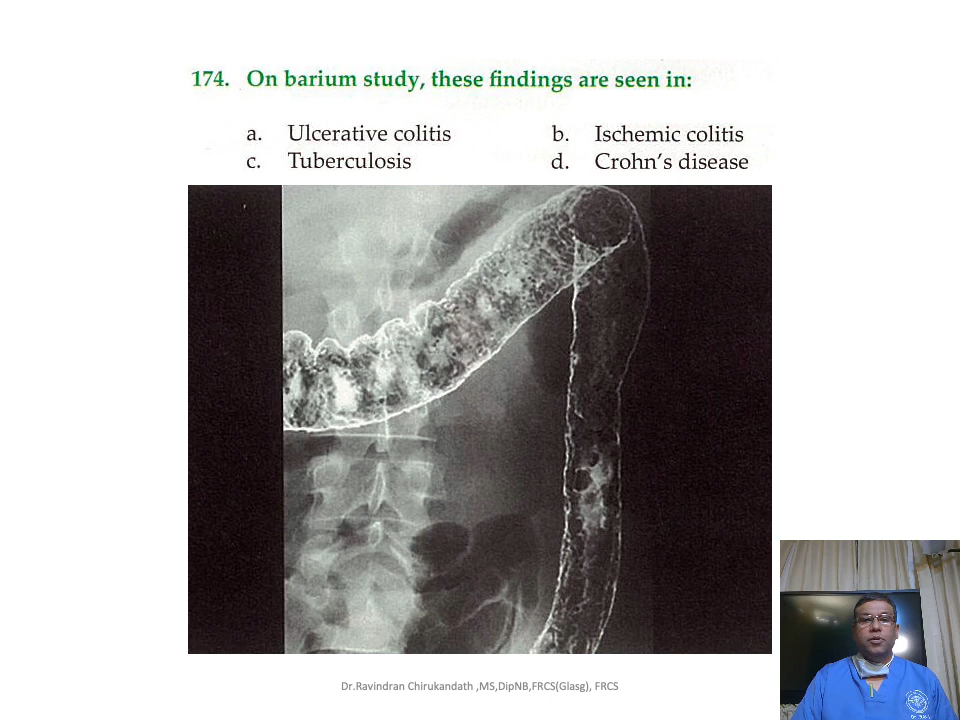 174. On barium study, these findings are seen in:
a. Ulcerative colitis b. Ischemic colitis
c. Tuberculosis d. Crohn's disease
Dr.Ravindran Chirukandath ,MS,DipNB,FRCS(Glasg), FRCS